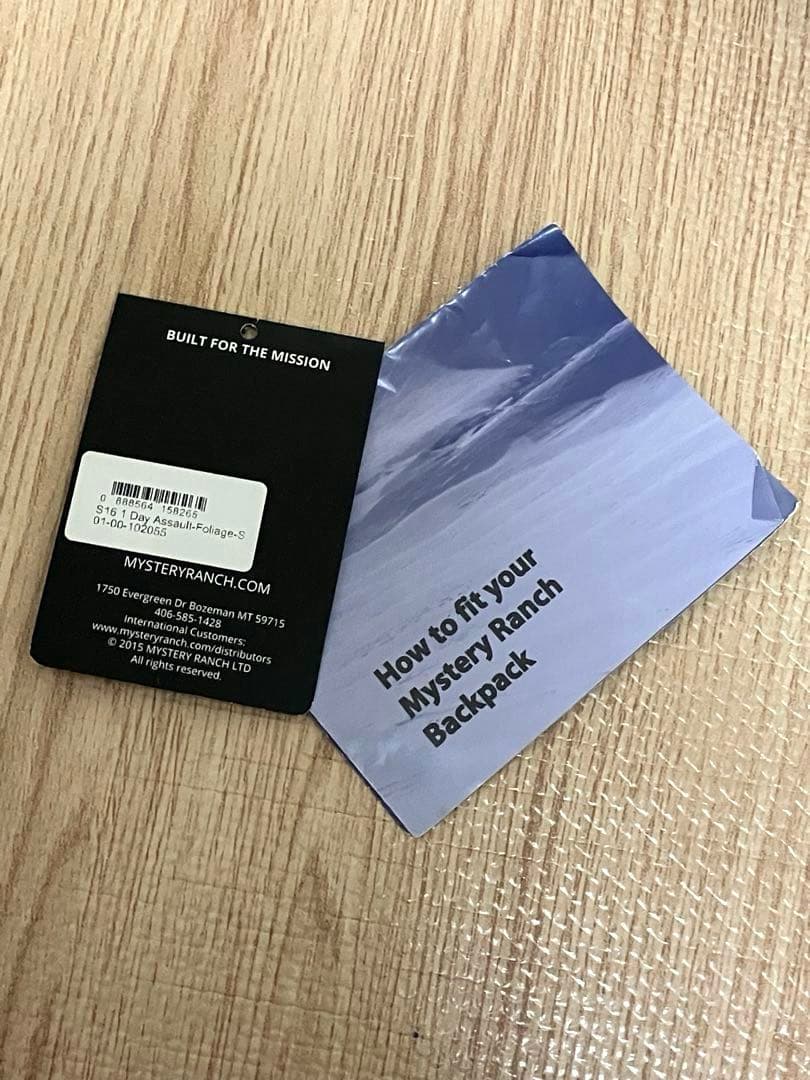 BUILT FOR THE MISSION
0 888564 158265
S16 1 Day Assault-Foliage-S
01-00-102055
MYSTERYRANCH.COM
1750 Evergreen Dr Bozeman MT 59715
406-585-1428
International Customers:
www.mysteryranch.com/distributors
© 2015 MYSTERY RANCH LTD
All rights reserved.
How to fit your
Mystery Ranch
Backpack